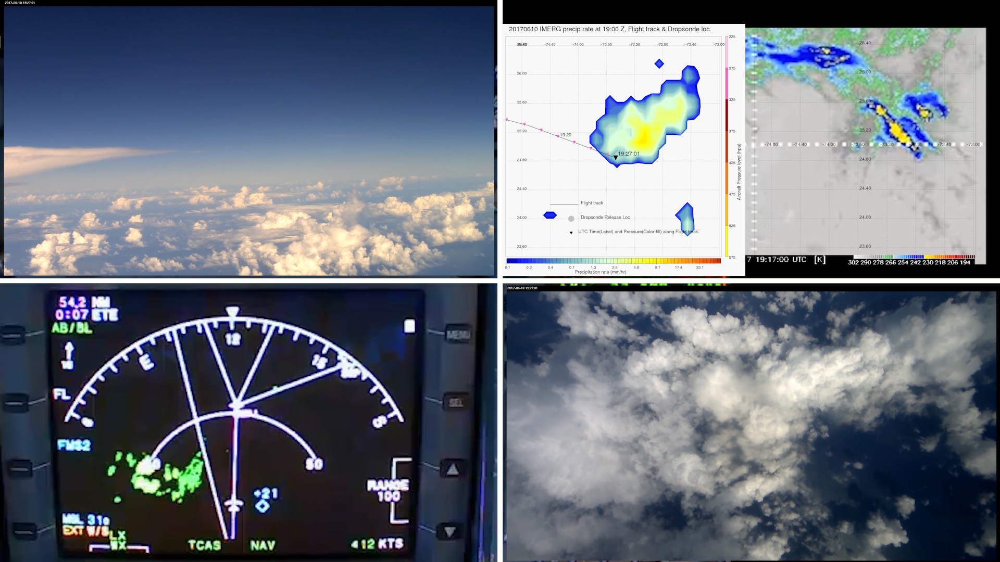 2017-06-10 19:27:01
20170610 IMERG precip rate at 19:00 Z, Flight track & Dropsonde loc.
-74.40 -74.00 -73.60 -73.20 -72.80 -72.40 -72.00
26.00
25.60
25.20
24.80
24.40
24.00
23.60
19:20
19:27:01
Flight track
Dropsonde Release Loc
UTC Time(Label) and Pressure(Color-fill) along Flight track
0.1 0.2 0.4 0.7 1.3 2.5 4.8 9.1 17.4 33.1
Precipitation rate (mm/hr)
225
275
325
375
425
475
525
575
Aircraft Pressure level (hpa)
26.40
26.00
25.60
25.20
-74.80 -74.40 -74.00 -73.60 -73.20 -72.80 -72.40 -72.00
24.80
24.40
24.00
23.60
7 19:17:00 UTC [K]
302 290 278 266 254 242 230 218 206 194
54.2 NM
0:07 ETE
AB/BL
MENU
12
E
15
FL
SEL
FMS2
50
+21
RANGE
100
MSL 310
EXT W/S
LX
WX
TCAS NAV 412 KTS
2017-06-10 19:27:01